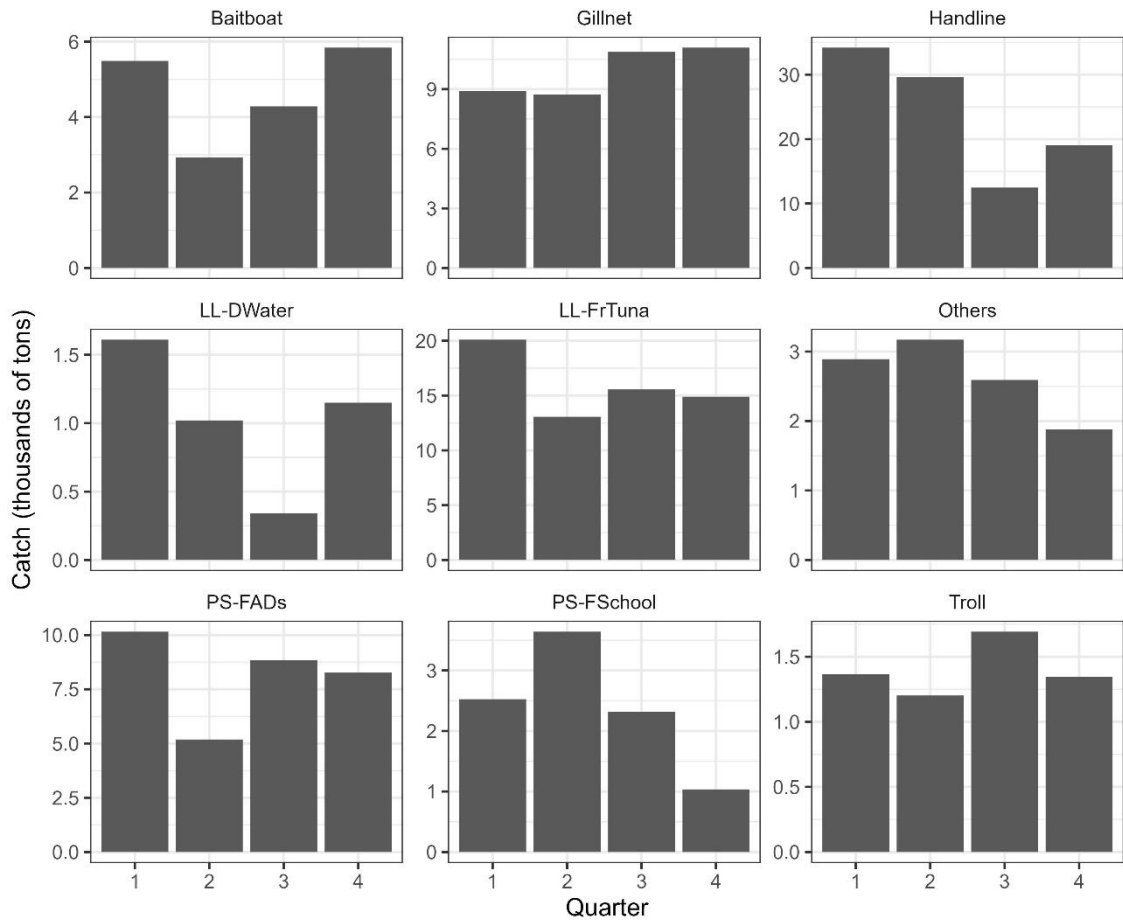 Baitboat Gillnet Handline
6 9 30
4 6 20
2 3 10
0 0 0
LL-DWater LL-FrTuna Others
1.5 20 3
1.0 15 2
0.5 10 1
0.0 5 0
0
Catch (thousands of tons)
PS-FADs PS-FSchool Troll
10.0 3 1.5
7.5 2 1.0
5.0 1 0.5
2.5 0 0.0
0.0
1 2 3 4 1 2 3 4 1 2 3 4
Quarter